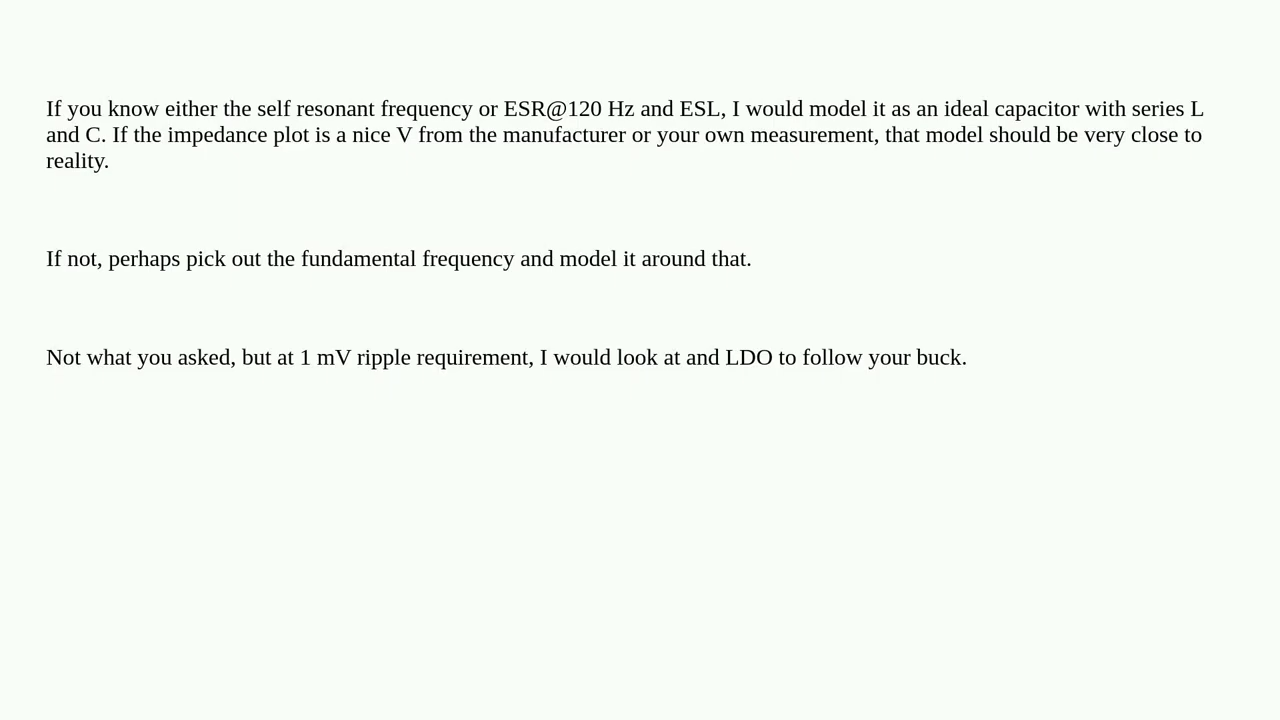 If you know either the self resonant frequency or ESR@120 Hz and ESL, I would model it as an ideal capacitor with series L
and C. If the impedance plot is a nice V from the manufacturer or your own measurement, that model should be very close to
reality.
If not, perhaps pick out the fundamental frequency and model it around that.
Not what you asked, but at 1 mV ripple requirement, I would look at and LDO to follow your buck.